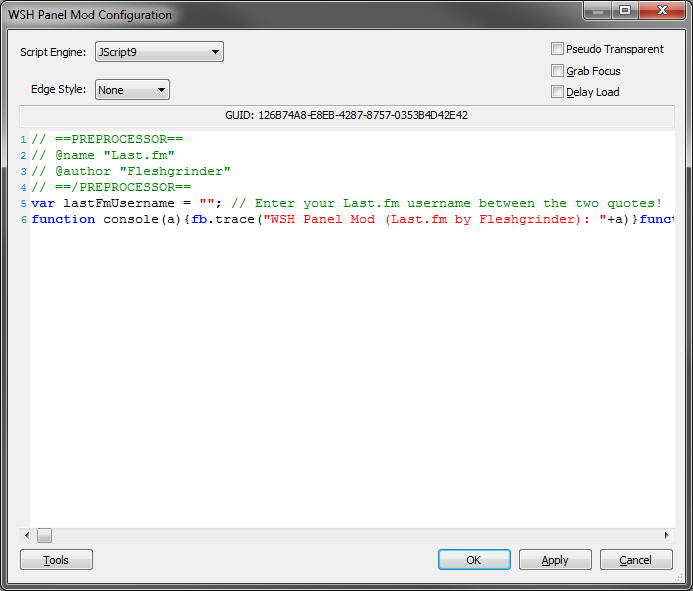 WSH Panel Mod Configuration
Script Engine: JScript9
Pseudo Transparent
Grab Focus
Edge Style: None
Delay Load
GUID: 126B74A8-E8EB-4287-8757-0353B4D42E42
1 // ==PREPROCESSOR==
2 // @name "Last.fm"
3 // @author "Fleshgrinder"
4 // ==/PREPROCESSOR==
5 var lastFmUsername = ""; // Enter your Last.fm username between the two quotes!
6 function console(a){fb.trace("WSH Panel Mod (Last.fm by Fleshgrinder): "+a)}func
Tools OK Apply Cancel